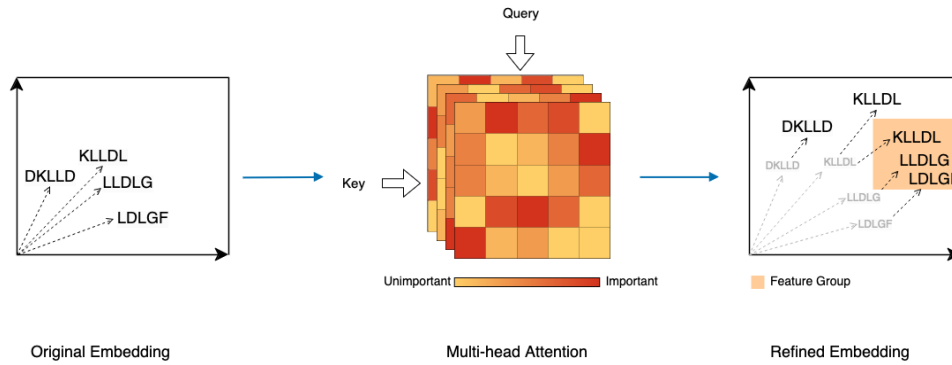 Query
Key
Unimportant
Important
DKLLD
KLLDL
LLDLG
LDLGF
KLLDL
DKLLD
KLLDL
DKLLD
KLLDL
LLDLG
LLDLG
LDLGF
Feature Group
Original Embedding
Multi-head Attention
Refined Embedding